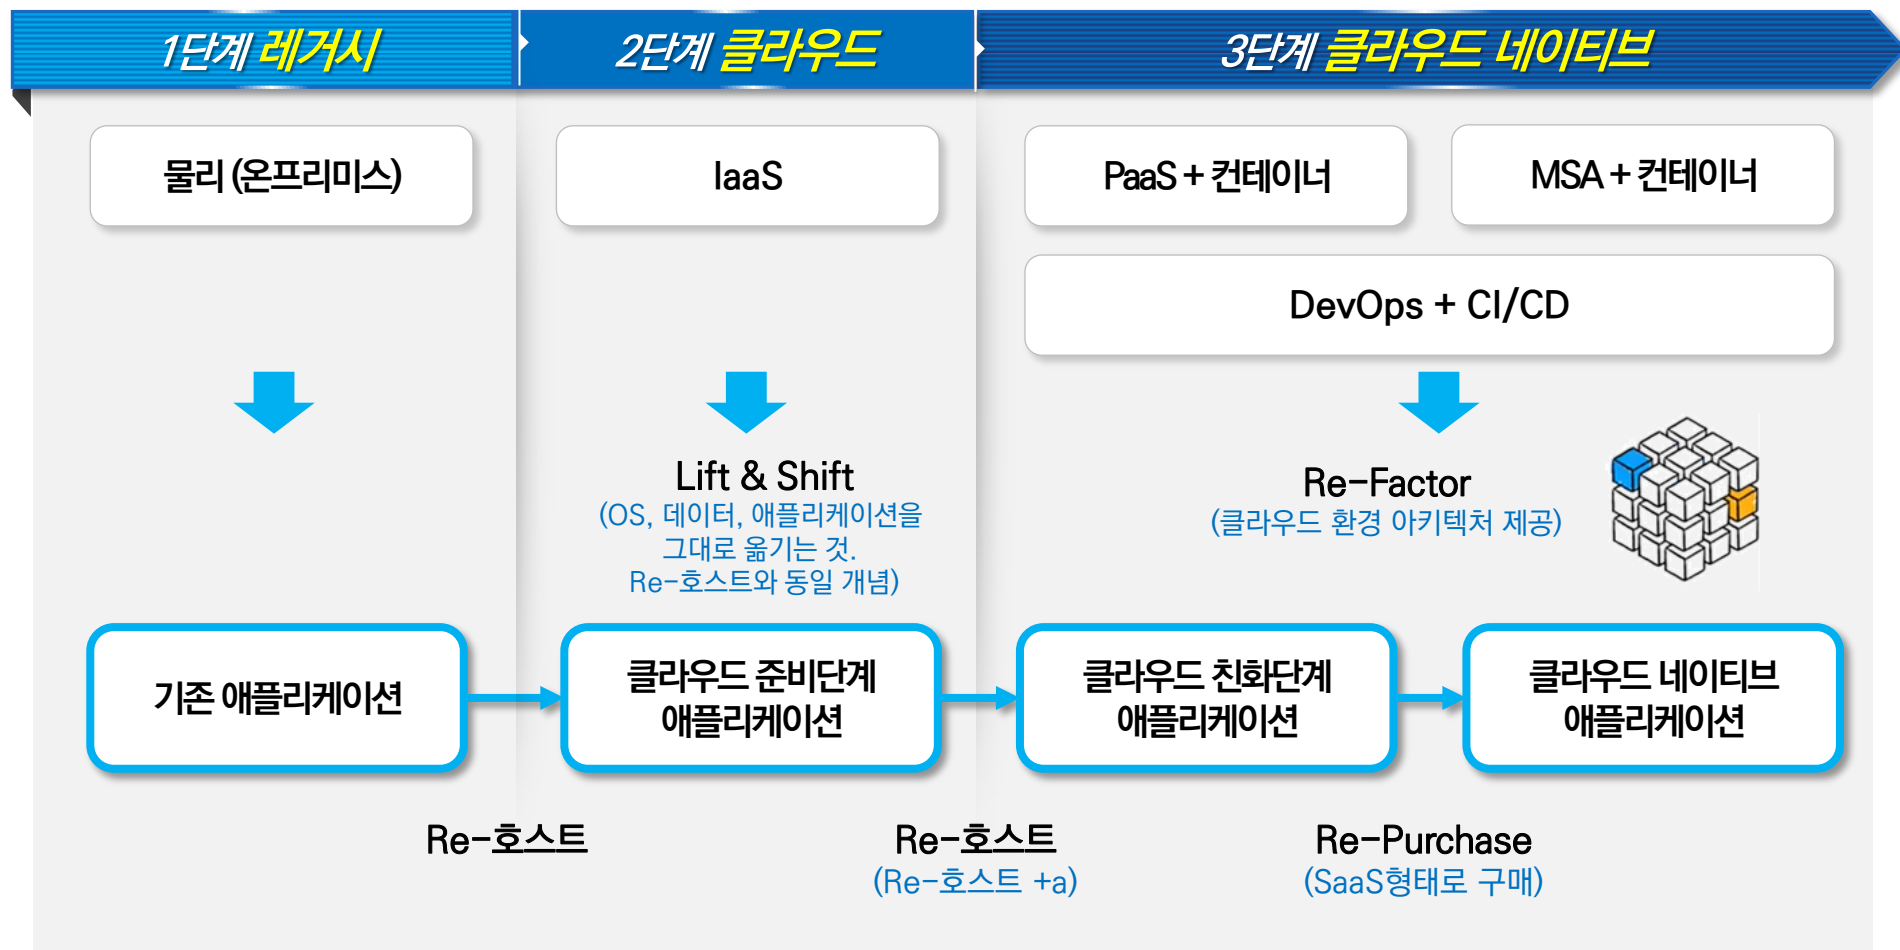 1단계 레거시
2단계 클라우드
3단계 클라우드 네이티브
물리 (온프리미스)
IaaS
PaaS + 컨테이너
MSA + 컨테이너
DevOps + CI/CD
Lift & Shift
(OS, 데이터, 애플리케이션을
그대로 옮기는 것.
Re-호스트와 동일 개념)
Re-Factor
(클라우드 환경 아키텍처 제공)
기존 애플리케이션
클라우드 준비단계
애플리케이션
클라우드 친화단계
애플리케이션
클라우드 네이티브
애플리케이션
Re-호스트
Re-호스트
(Re-호스트 +a)
Re-Purchase
(SaaS형태로 구매)